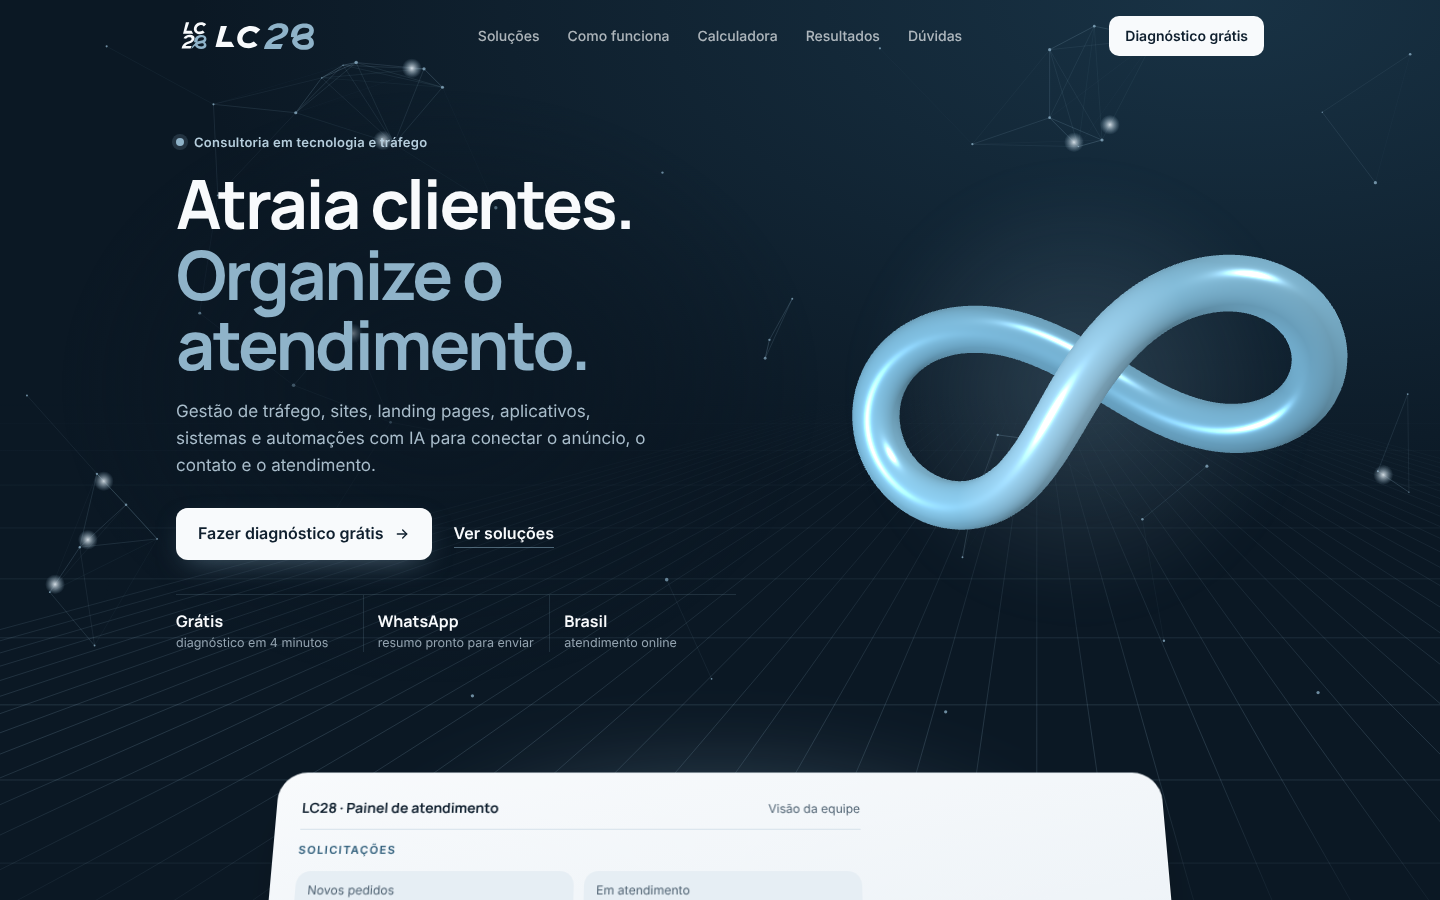 LC
28 LC 28
Soluções Como funciona Calculadora Resultados Dúvidas
Diagnóstico grátis
Consultoria em tecnologia e tráfego
Atraia clientes.
Organize o
atendimento.
Gestão de tráfego, sites, landing pages, aplicativos,
sistemas e automações com IA para conectar o anúncio, o
contato e o atendimento.
Fazer diagnóstico grátis →
Ver soluções
Grátis
diagnóstico em 4 minutos
WhatsApp
resumo pronto para enviar
Brasil
atendimento online
LC28 · Painel de atendimento
Visão da equipe
SOLICITAÇÕES
Novos pedidos
Em atendimento